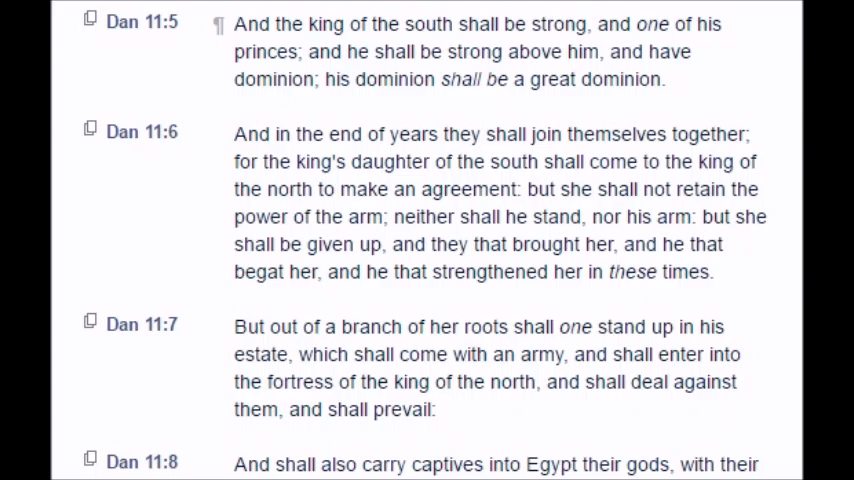 Dan 11:5 ¶ And the king of the south shall be strong, and one of his
princes; and he shall be strong above him, and have
dominion; his dominion shall be a great dominion.
Dan 11:6 And in the end of years they shall join themselves together;
for the king's daughter of the south shall come to the king of
the north to make an agreement: but she shall not retain the
power of the arm; neither shall he stand, nor his arm: but she
shall be given up, and they that brought her, and he that
begat her, and he that strengthened her in these times.
Dan 11:7 But out of a branch of her roots shall one stand up in his
estate, which shall come with an army, and shall enter into
the fortress of the king of the north, and shall deal against
them, and shall prevail:
Dan 11:8 And shall also carry captives into Egypt their gods, with their